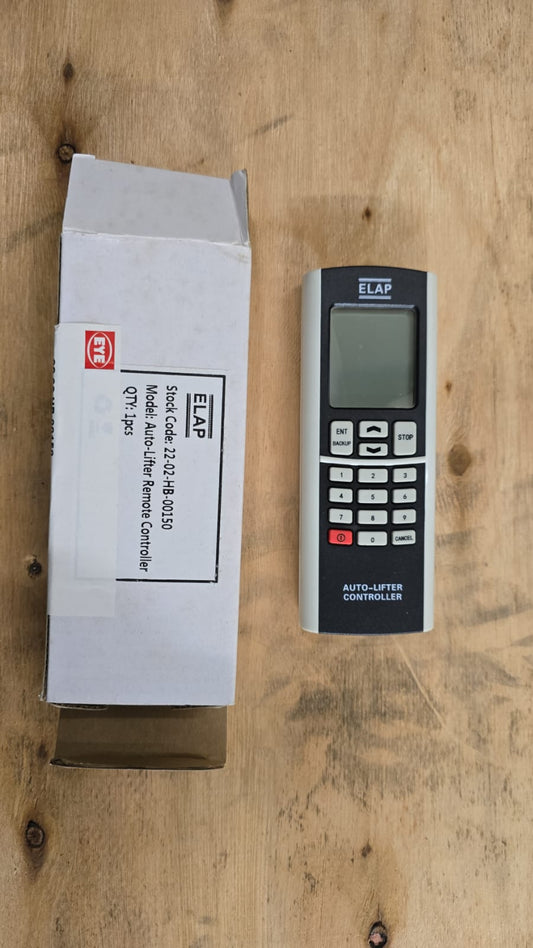 EYE
ELAP
Stock Code: 22-02-HB-00150
Model: Auto-Lifter Remote Controller
QTY: 1pcs
ELAP
ENT
BACKUP
STOP
1 2 3
4 5 6
7 8 9
0 CANCEL
AUTO-LIFTER
CONTROLLER